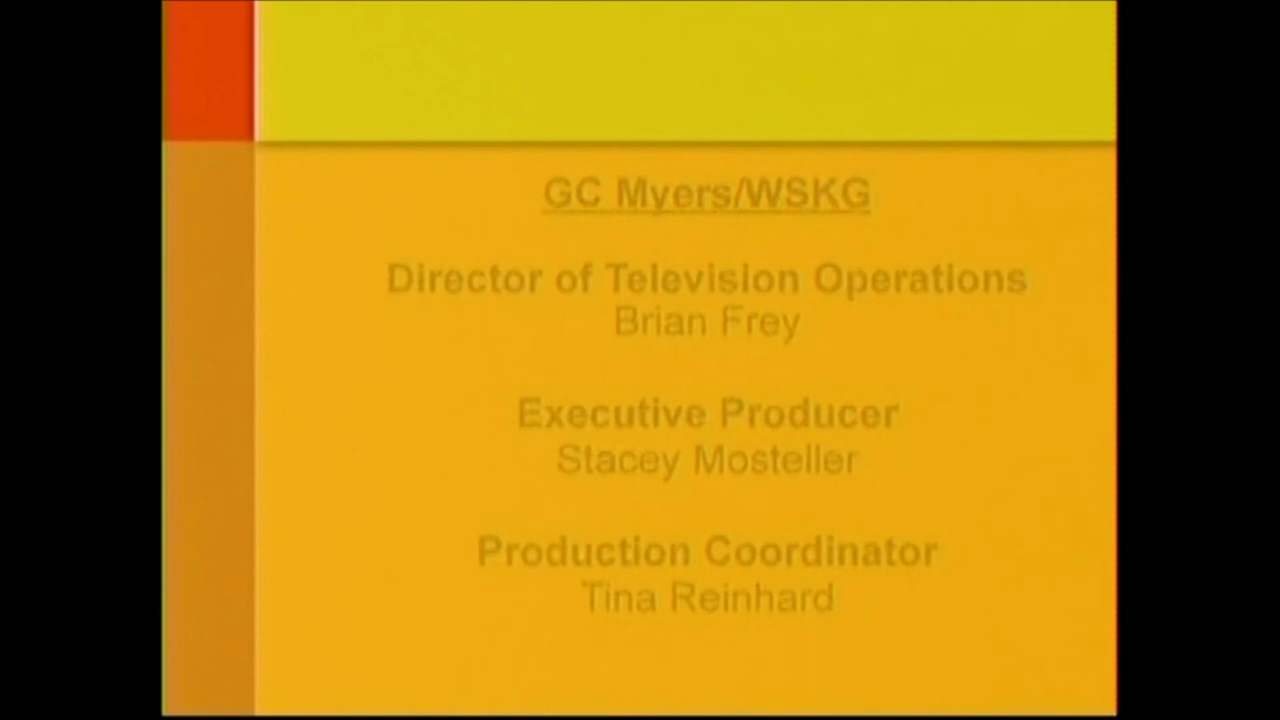 GC Myers/WSKG
Director of Television Operations
Brian Frey
Executive Producer
Stacey Mosteller
Production Coordinator
Tina Reinhard